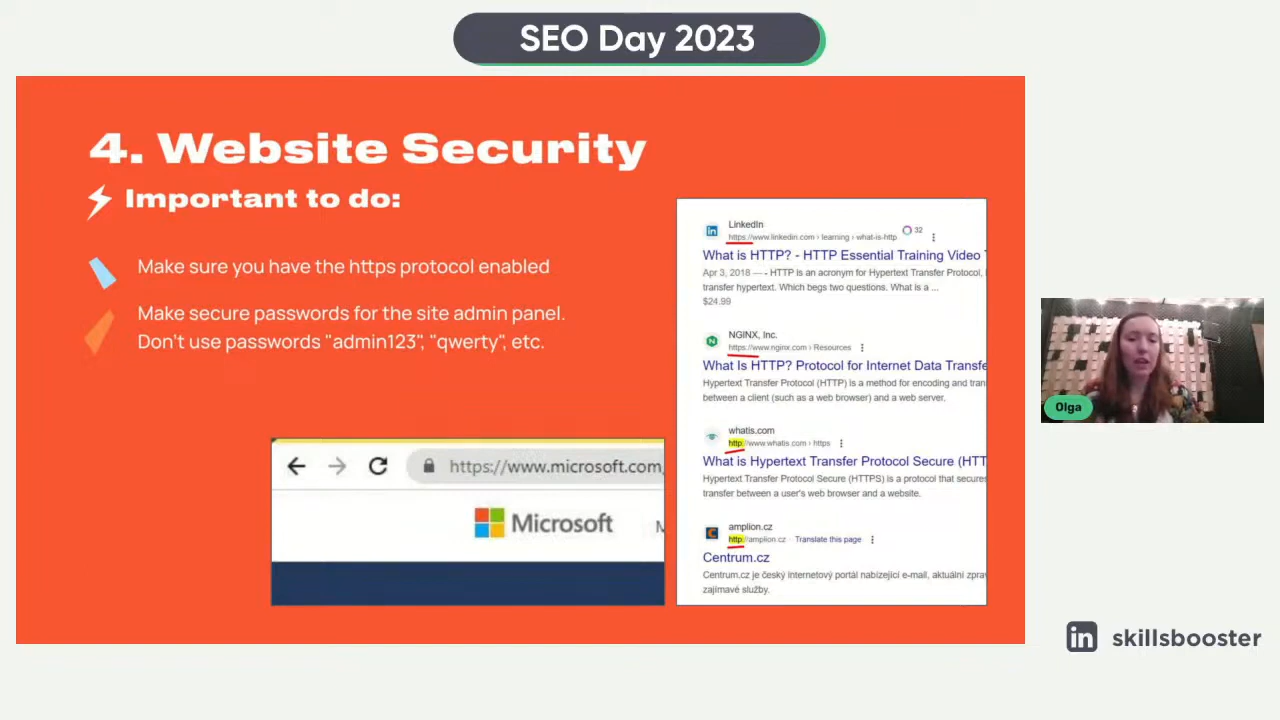 SEO Day 2023
4. Website Security
Important to do:
Make sure you have the https protocol enabled
Make secure passwords for the site admin panel.
Don't use passwords "admin123", "qwerty", etc.
https://www.microsoft.com
Microsoft
M
LinkedIn
https://www.linkedin.com › learning › what-is-http
32
What is HTTP? - HTTP Essential Training Video T
Apr 3, 2018 — - HTTP is an acronym for Hypertext Transfer Protocol,
transfer hypertext. Which begs two questions. What is a ...
$24.99
NGINX, Inc.
https://www.nginx.com › Resources
What Is HTTP? Protocol for Internet Data Transfe
Hypertext Transfer Protocol (HTTP) is a method for encoding and tran
between a client (such as a web browser) and a web server.
whatis.com
http://www.whatis.com › https
What is Hypertext Transfer Protocol Secure (HTT
Hypertext Transfer Protocol Secure (HTTPS) is a protocol that secures
transfer between a user's web browser and a website.
amplion.cz
http://amplion.cz Translate this page
Centrum.cz
Centrum.cz je český internetový portál nabízející e-mail, aktuální zprav
zajímavé služby.
Olga
in skillsbooster